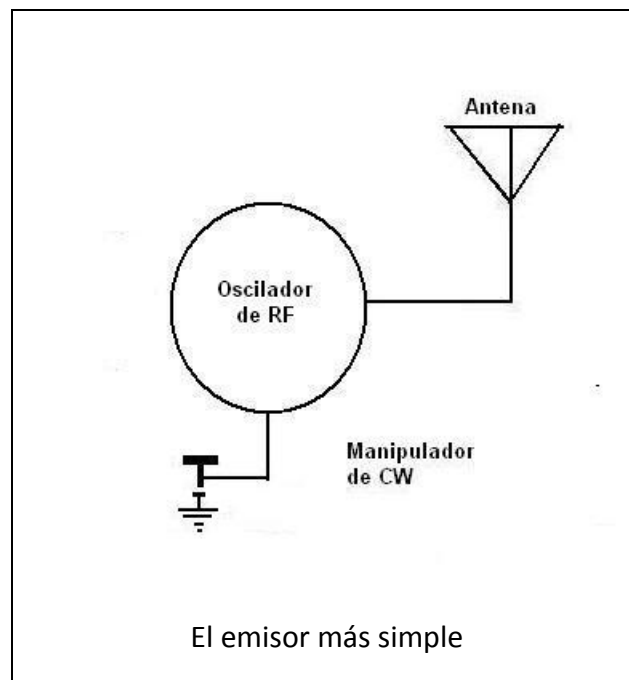 Antena
Oscilador
de RF
Manipulador
de CW
El emisor más simple